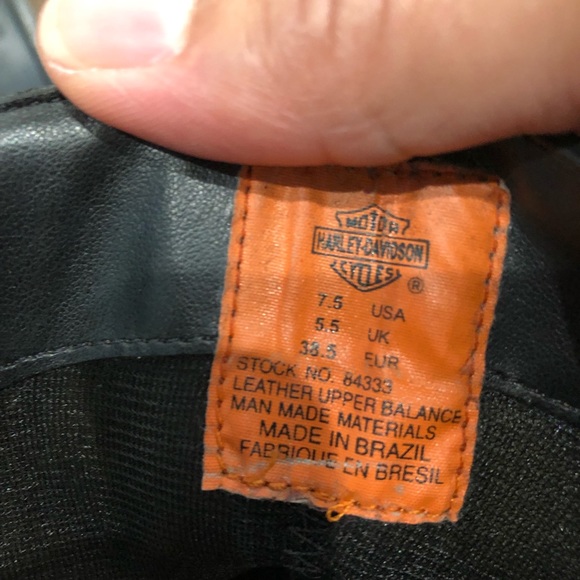 MOTOR
HARLEY-DAVIDSON
CYCLES
®
7.5 USA
5.5 UK
38.5 EUR
STOCK NO. 84333
LEATHER UPPER BALANCE
MAN MADE MATERIALS
MADE IN BRAZIL
FABRIQUE EN BRESIL